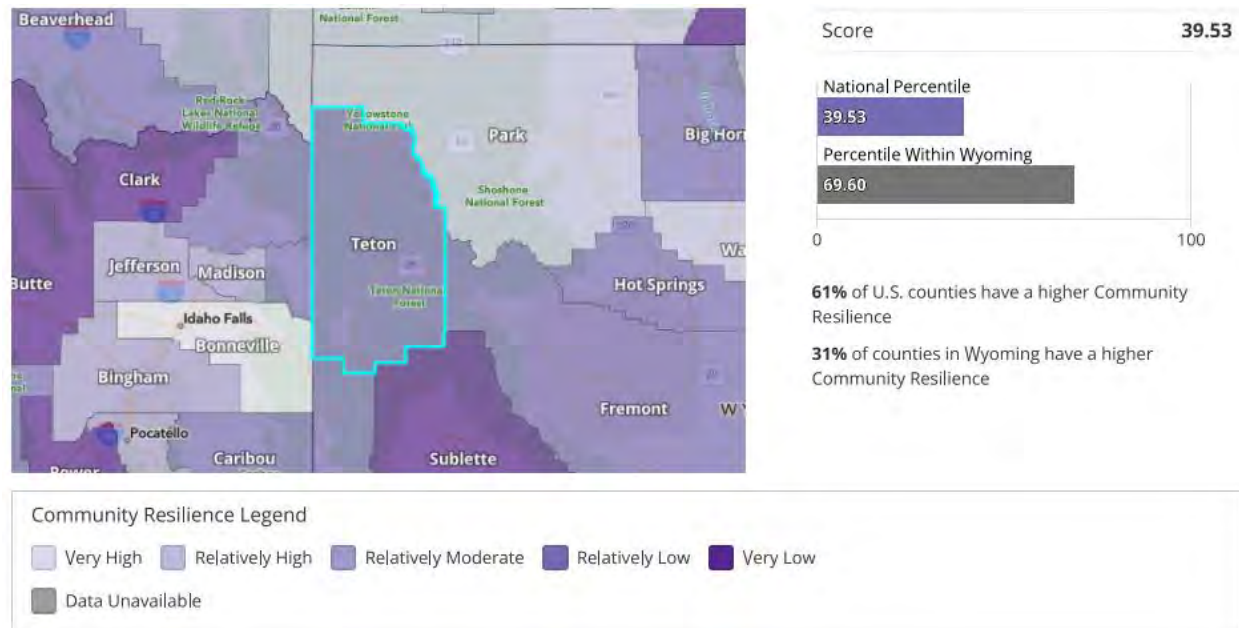 National Forest
Beaverhead
Red Rock
Lakes National
Wildlife Refuge
Yellowstone
Park
Big Horn
Clark
Shoshone
National Forest
Teton
Jefferson
Madison
Hot Springs
Butte
Teton National
Forest
Idaho Falls
Bonneville
Bingham
Fremont
W Y
Pocatello
Caribou
Sublette
Power
Score
39.53
National Percentile
39.53
Percentile Within Wyoming
69.60
0
100
61% of U.S. counties have a higher Community
Resilience
31% of counties in Wyoming have a higher
Community Resilience
Community Resilience Legend
Very High
Relatively High
Relatively Moderate
Relatively Low
Very Low
Data Unavailable